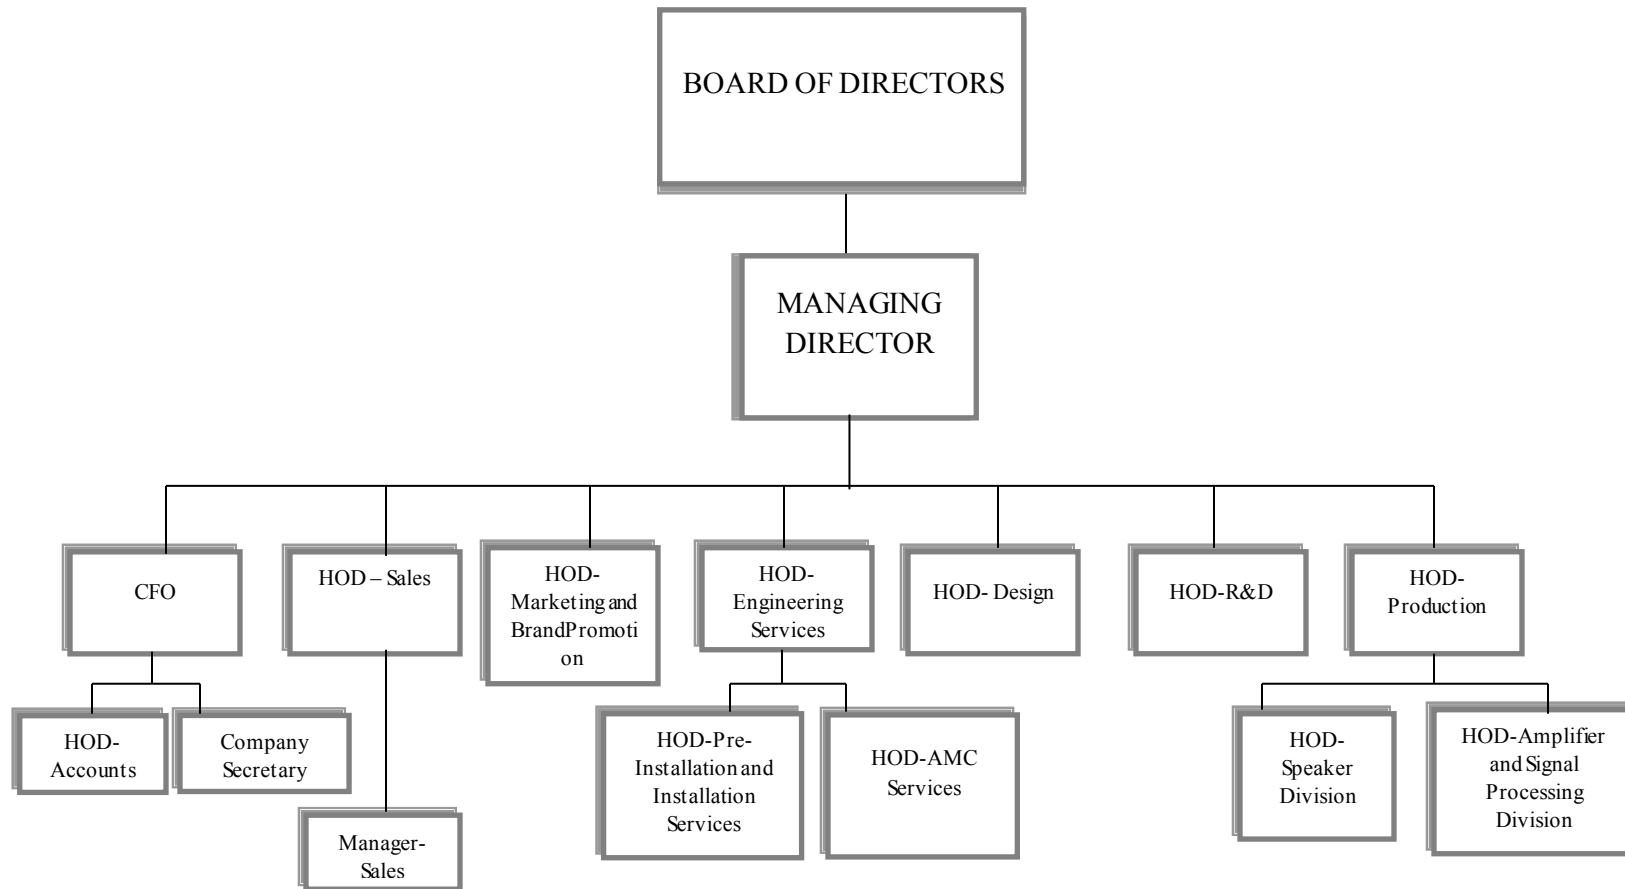 BOARD OF DIRECTORS
MANAGING
DIRECTOR
CFO
HOD – Sales
HOD-
Marketing and
Brand Promoti
on
HOD-
Engineering
Services
HOD- Design
HOD-R&D
HOD-
Production
HOD-
Accounts
Company
Secretary
Manager-
Sales
HOD-Pre-
Installation and
Installation
Services
HOD-AMC
Services
HOD-
Speaker
Division
HOD-Amplifier
and Signal
Processing
Division